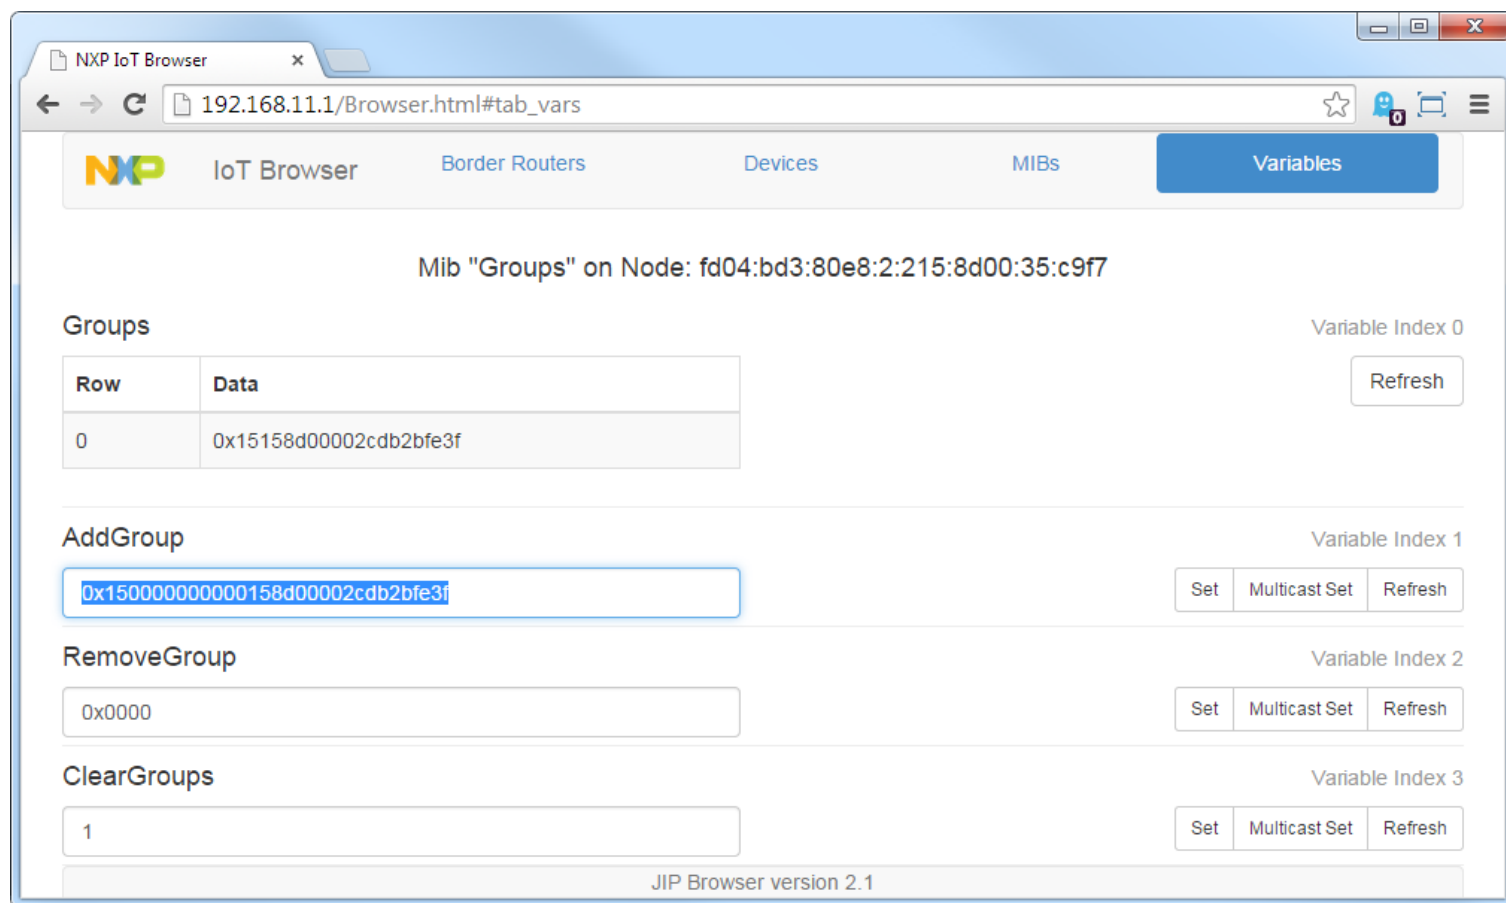 NXP IoT Browser
192.168.11.1/Browser.html#tab_vars
0
NXP IoT Browser Border Routers Devices MIBs Variables
Mib "Groups" on Node: fd04:bd3:80e8:2:215:8d00:35:c9f7
Groups Variable Index 0
Row Data Refresh
0 0x15158d00002cdb2bfe3f
AddGroup Variable Index 1
0x150000000000158d00002cdb2bfe3f Set Multicast Set Refresh
RemoveGroup Variable Index 2
0x0000 Set Multicast Set Refresh
ClearGroups Variable Index 3
1 Set Multicast Set Refresh
JIP Browser version 2.1